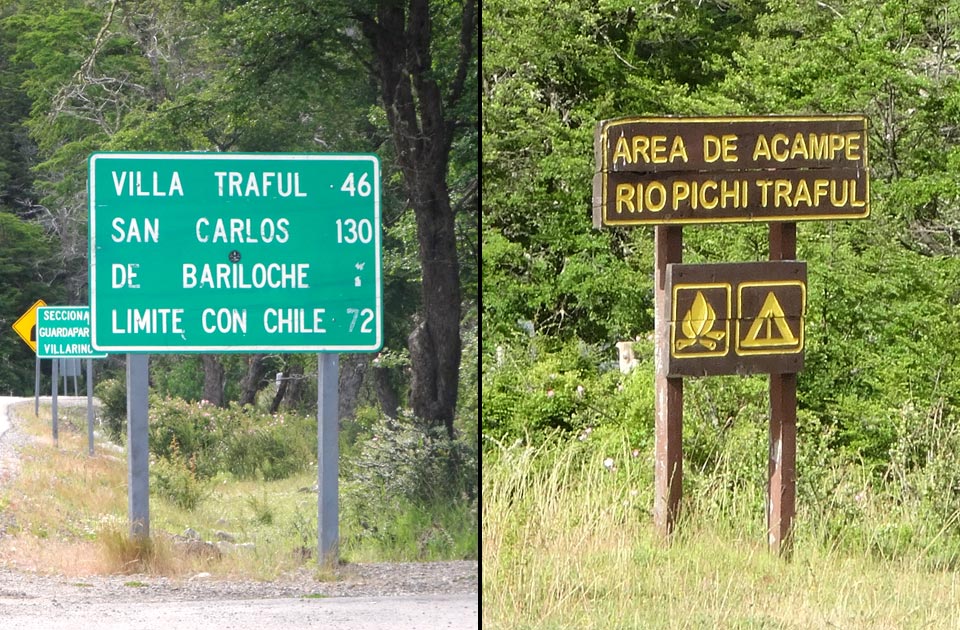 VILLA TRAFUL 46
SAN CARLOS 130
DE BARILOCHE
LIMITE CON CHILE 72
SECCIONA
GUARDAPAR
VILLARINO
AREA DE ACAMPE
RIO PICHI TRAFUL